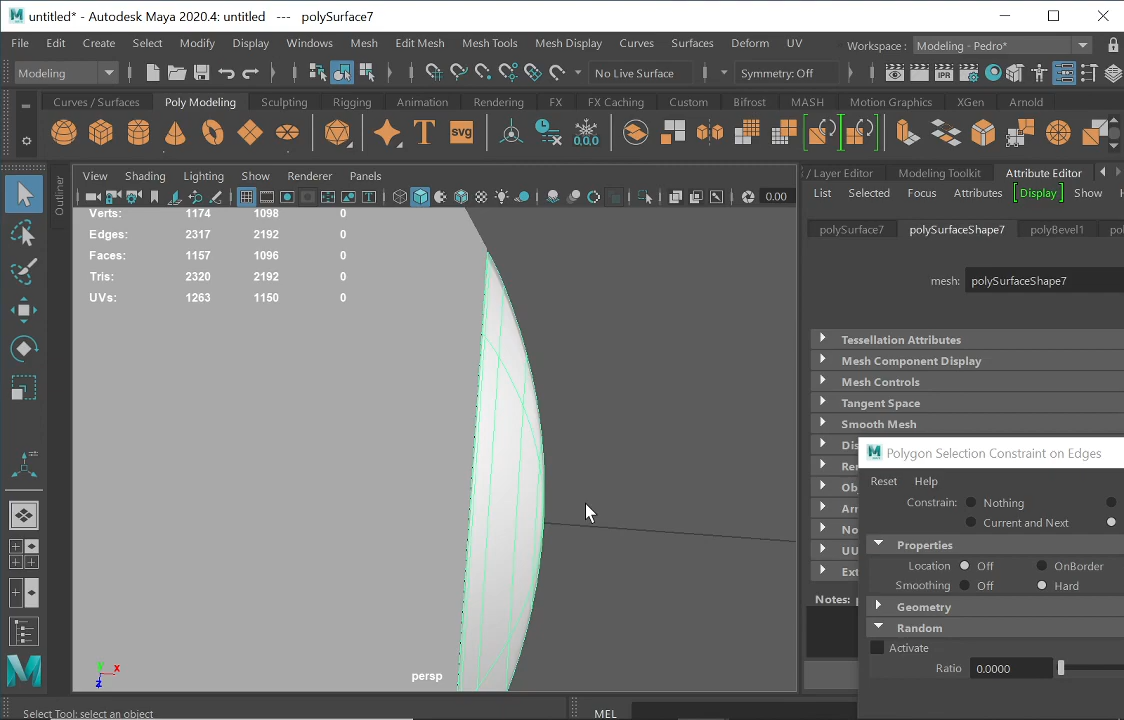 untitled* - Autodesk Maya 2020.4: untitled --- polySurface7
File Edit Create Select Modify Display Windows Mesh Edit Mesh Mesh Tools Mesh Display Curves Surfaces Deform UV Workspace : Modeling - Pedro*
Modeling No Live Surface Symmetry: Off IPR
Curves / Surfaces Poly Modeling Sculpting Rigging Animation Rendering FX FX Caching Custom Bifrost MASH Motion Graphics XGen Arnold
T SVG 0,0,0
View Shading Lighting Show Renderer Panels / Layer Editor Modeling Toolkit Attribute Editor
Outliner
0.00 List Selected Focus Attributes Display Show
Verts: 1174 1098 0
Edges: 2317 2192 0
Faces: 1157 1096 0
Tris: 2320 2192 0
UVs: 1263 1150 0
polySurface7 polySurfaceShape7 polyBevel1
mesh: polySurfaceShape7
Tessellation Attributes
Mesh Component Display
Mesh Controls
Tangent Space
Smooth Mesh
Notes:
Polygon Selection Constraint on Edges
Reset Help
Constrain: Nothing
Current and Next
Properties
Location Off OnBorder
Smoothing Off Hard
Geometry
Random
Activate
Ratio 0.0000
y x
z
persp
Select Tool: select an object MEL